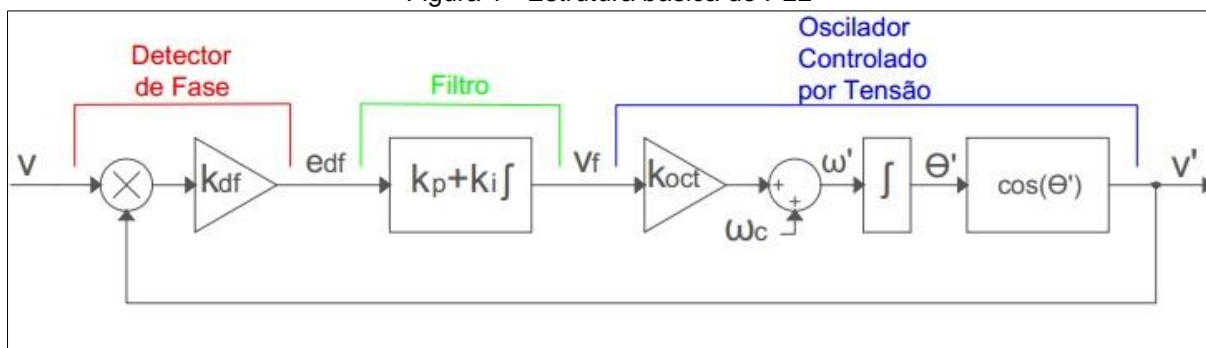 Detector
de Fase
Filtro
Oscilador
Controlado
por Tensão
v
kdf
edf
kp+ki∫
vf
koct
+
+
ωc
ω'
∫
Θ'
cos(Θ')
v'